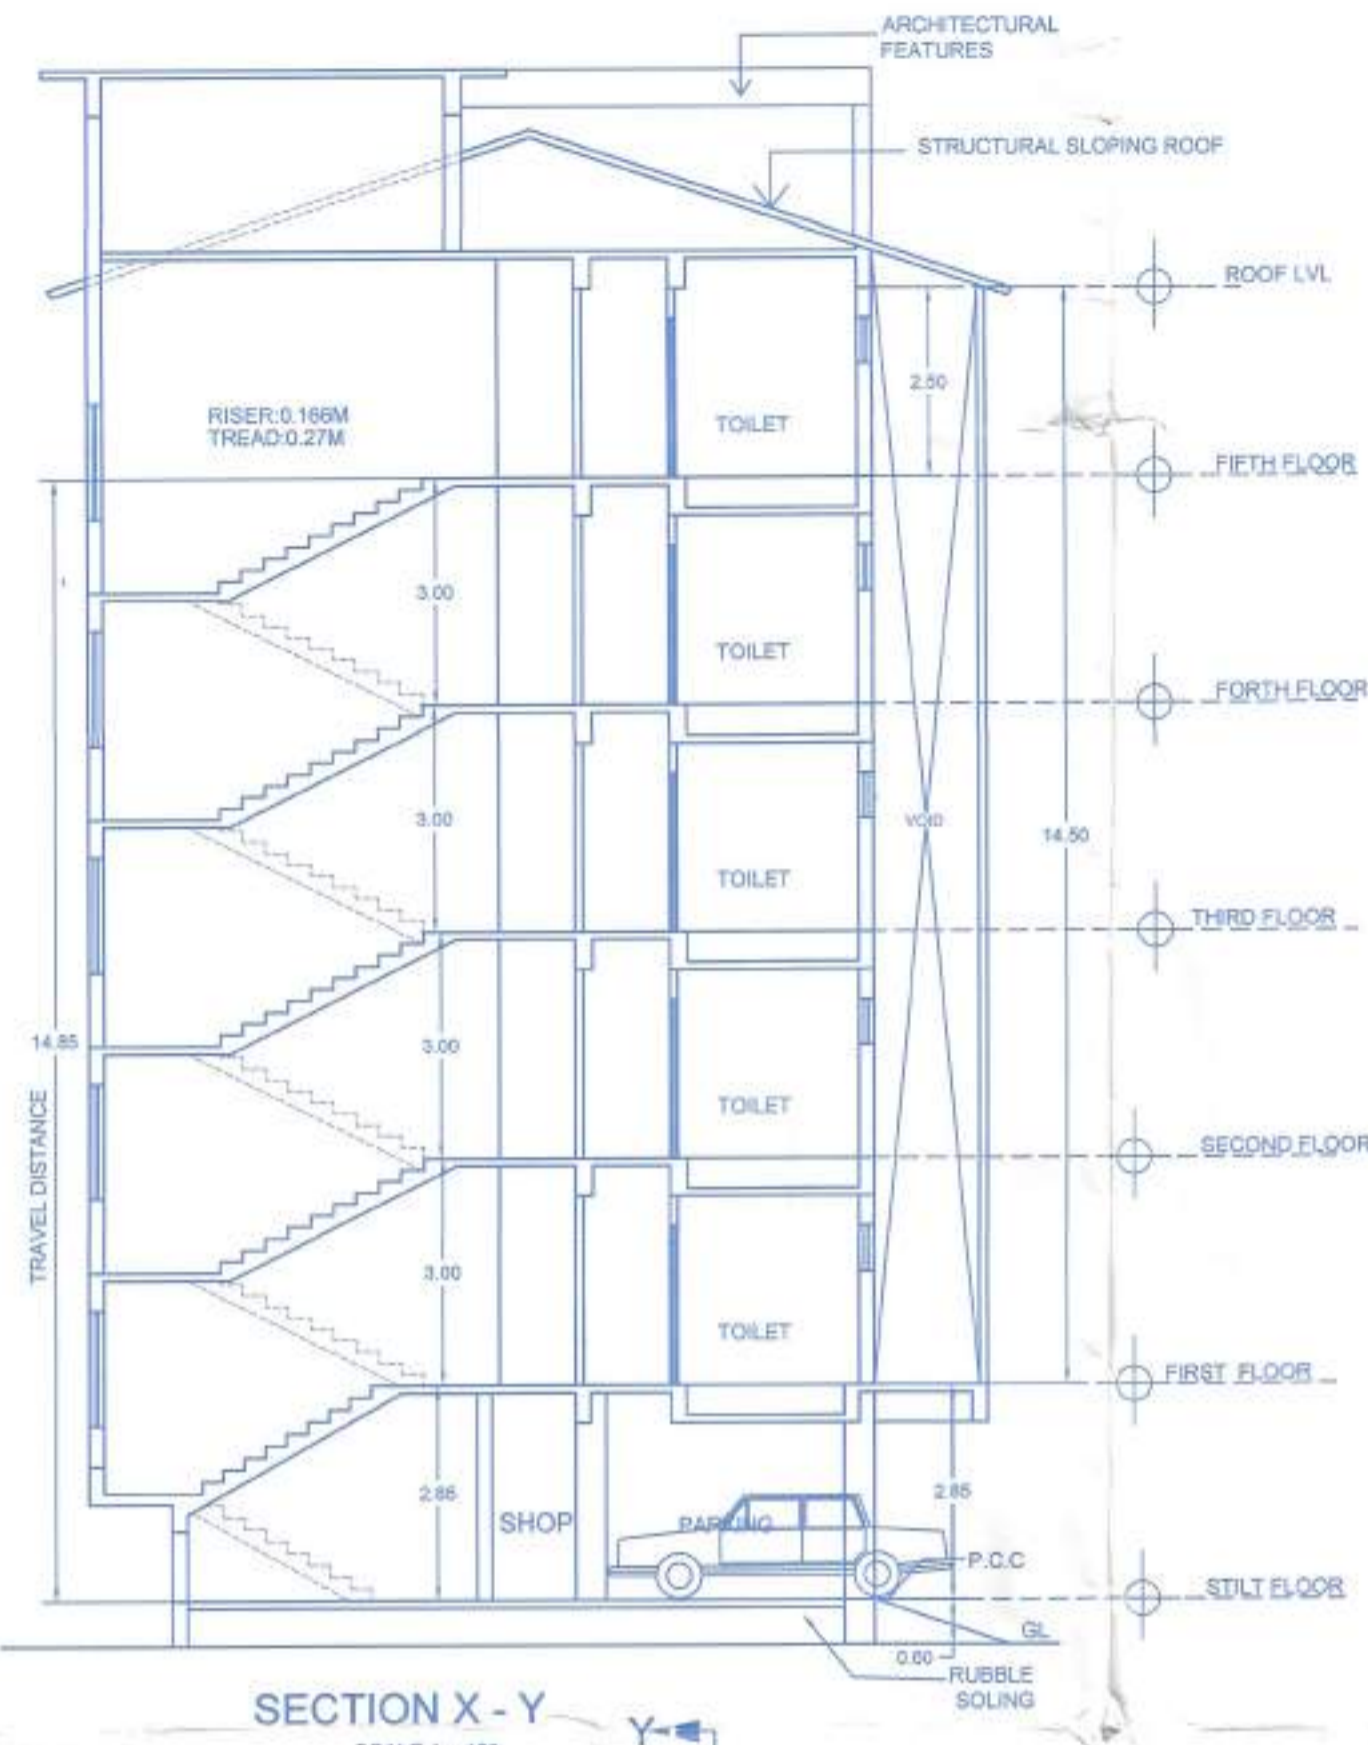 ARCHITECTURAL
FEATURES
STRUCTURAL SLOPING ROOF
ROOF LVL
2.50
RISER:0.166M
TREAD:0.27M
TOILET
FIFTH FLOOR
3.00
TOILET
FORTH FLOOR
3.00
VOID
14.50
TOILET
THIRD FLOOR
14.85
3.00
TOILET
TRAVEL DISTANCE
SECOND FLOOR
3.00
TOILET
FIRST FLOOR
2.85
SHOP
PARKING
2.85
P.C.C
STILT FLOOR
GL
0.60
RUBBLE
SOLING
SECTION X - Y
Y